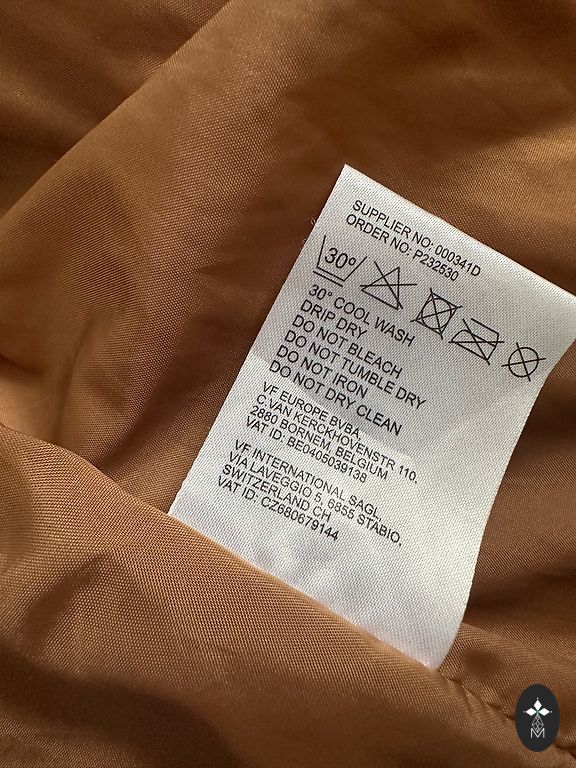 SUPPLIER NO: 000341D
ORDER NO: P232530
30°
30° COOL WASH
DRIP DRY
DO NOT BLEACH
DO NOT TUMBLE DRY
DO NOT IRON
DO NOT DRY CLEAN
VF EUROPE BVBA
C.VAN KERCKHOVENSTR 110,
2880 BORNEM, BELGIUM
VAT ID: BE0405039138
VF INTERNATIONAL SAGL,
VIA LAVEGGIO 5, 6855 STABIO,
SWITZERLAND, CH
VAT ID: CZ680679144
M